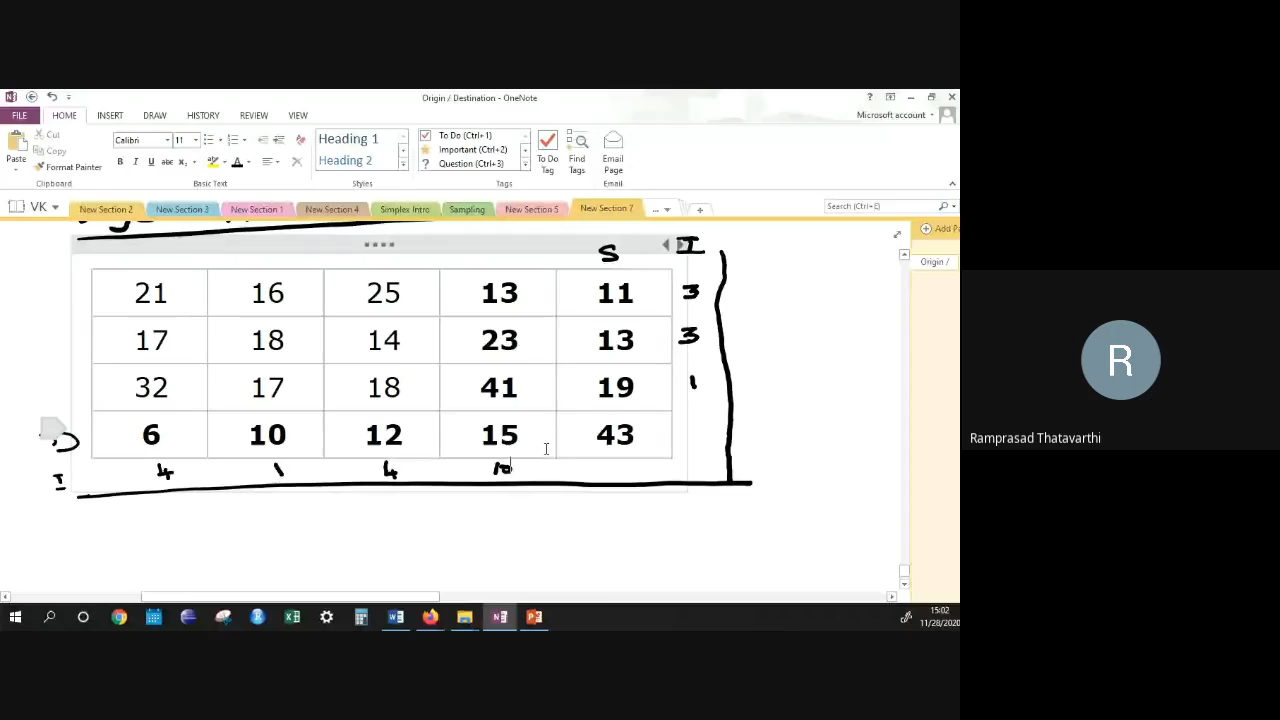 Origin / Destination - OneNote
?
FILE HOME INSERT DRAW HISTORY REVIEW VIEW
Microsoft account
Paste
Cut
Copy
Format Painter
Clipboard
Calibri 11
B I U abc X₂ A
Basic Text
Heading 1
Heading 2
Styles
To Do (Ctrl+1)
Important (Ctrl+2)
Question (Ctrl+3)
Tags
To Do Tag
Find Tags
Email Page
Email
VK New Section 2 New Section 3 New Section 1 New Section 4 Simplex Intro Sampling New Section 5 New Section 7 ... +
Search (Ctrl+E)
Add Pa
Origin /
S I
21 16 25 13 11 3
17 18 14 23 13 3
32 17 18 41 19 1
D 6 10 12 15 43
I 4 1 4 10
15:02
11/28/2020
R
Ramprasad Thatavarthi